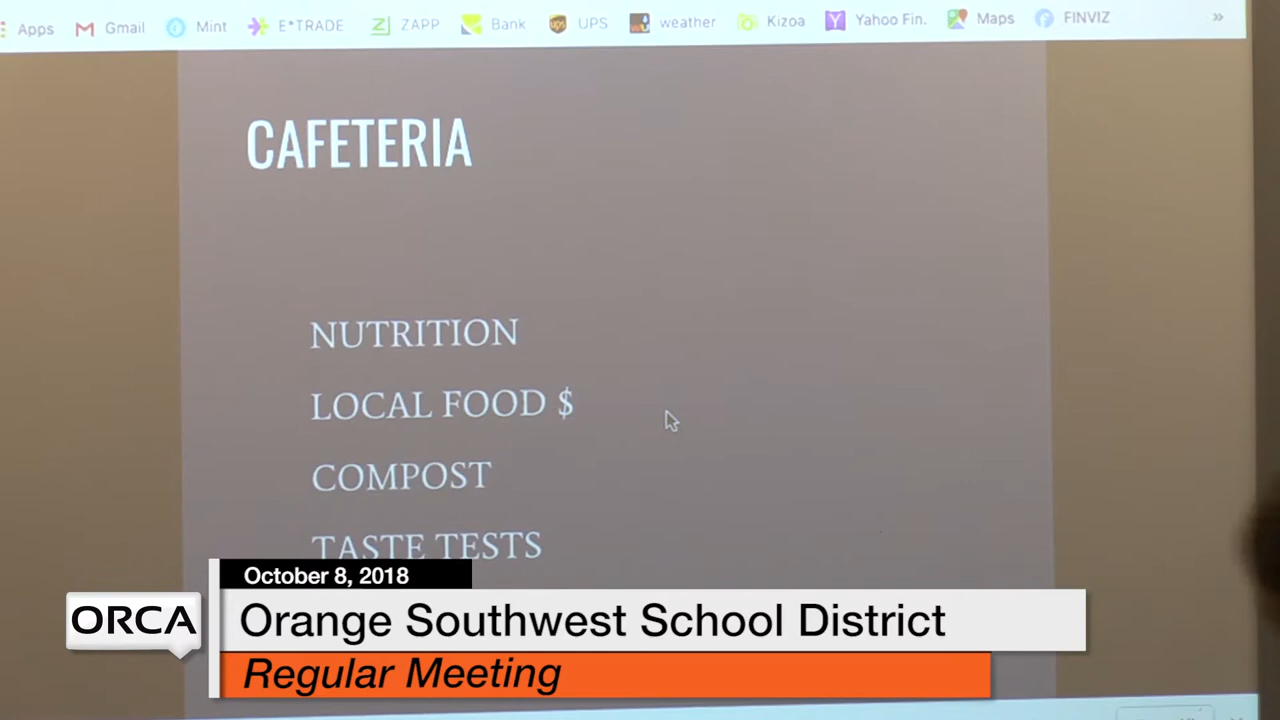 Apps Gmail Mint E*TRADE ZAPP Bank UPS weather Kizoa Yahoo Fin. Maps FINVIZ »
CAFETERIA
NUTRITION
LOCAL FOOD $
COMPOST
TASTE TESTS
October 8, 2018
ORCA
Orange Southwest School District
Regular Meeting